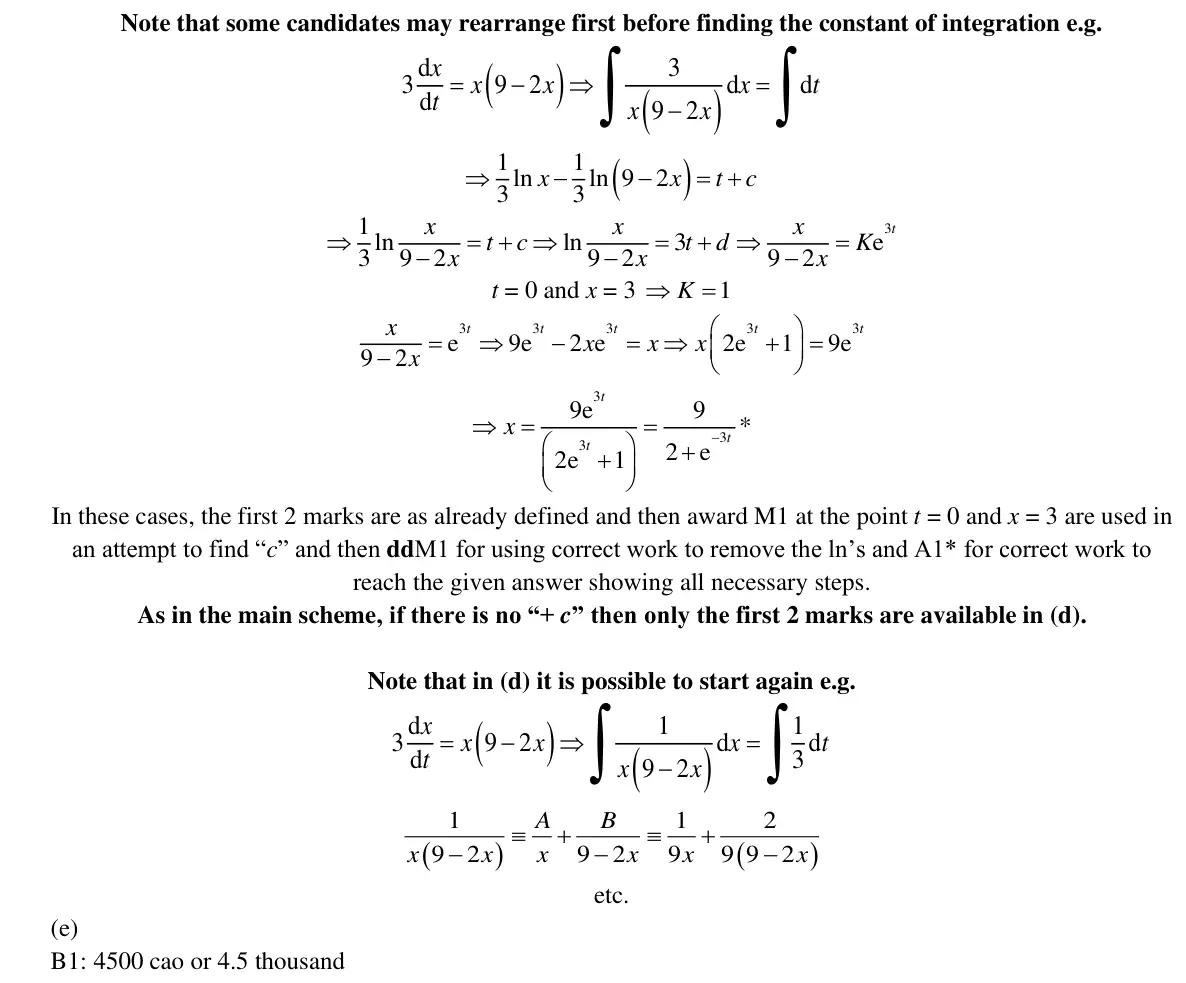 Note that some candidates may rearrange first before finding the constant of integration e.g.
3 dx/dt = x(9 − 2x) ⇒ ∫ 3/(x(9 − 2x)) dx = ∫ dt
⇒ 1/3 ln x − 1/3 ln(9 − 2x) = t + c
⇒ 1/3 ln x/(9 − 2x) = t + c ⇒ ln x/(9 − 2x) = 3t + d ⇒ x/(9 − 2x) = Ke^(3t)
t = 0 and x = 3 ⇒ K = 1
x/(9 − 2x) = e^(3t) ⇒ 9e^(3t) − 2xe^(3t) = x ⇒ x(2e^(3t) + 1) = 9e^(3t)
⇒ x = 9e^(3t)/(2e^(3t) + 1) = 9/(2 + e^(−3t)) *
In these cases, the first 2 marks are as already defined and then award M1 at the point t = 0 and x = 3 are used in
an attempt to find “c” and then ddM1 for using correct work to remove the ln’s and A1* for correct work to
reach the given answer showing all necessary steps.
As in the main scheme, if there is no “+ c” then only the first 2 marks are available in (d).
Note that in (d) it is possible to start again e.g.
3 dx/dt = x(9 − 2x) ⇒ ∫ 1/(x(9 − 2x)) dx = ∫ 1/3 dt
1/(x(9 − 2x)) ≡ A/x + B/(9 − 2x) ≡ 1/(9x) + 2/(9(9 − 2x))
etc.
(e)
B1: 4500 cao or 4.5 thousand